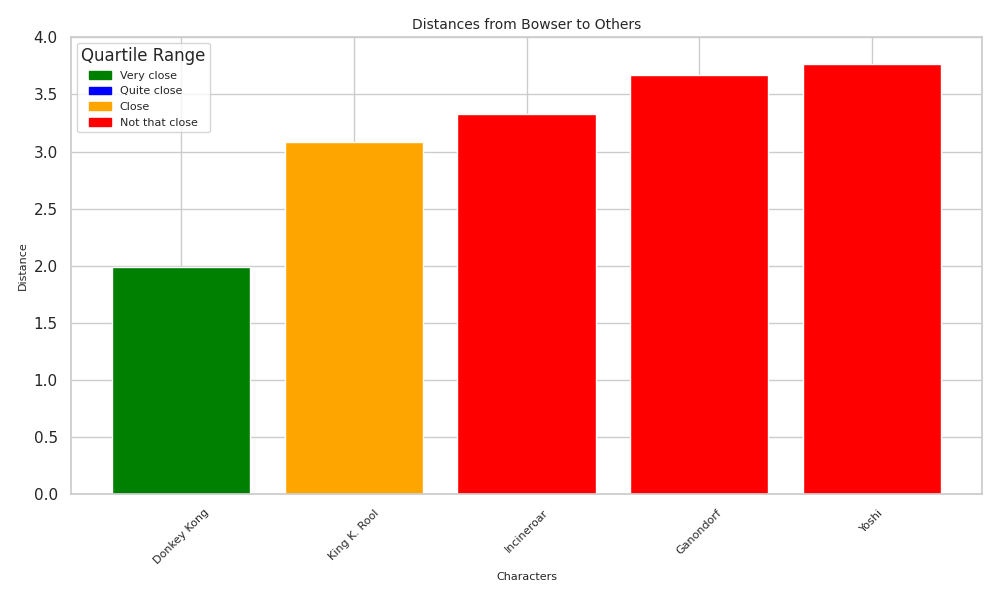 Distances from Bowser to Others
Quartile Range
Very close
Quite close
Close
Not that close
4.0
3.5
3.0
2.5
2.0
1.5
1.0
0.5
0.0
Distance
Donkey Kong
King K. Rool
Incineroar
Ganondorf
Yoshi
Characters